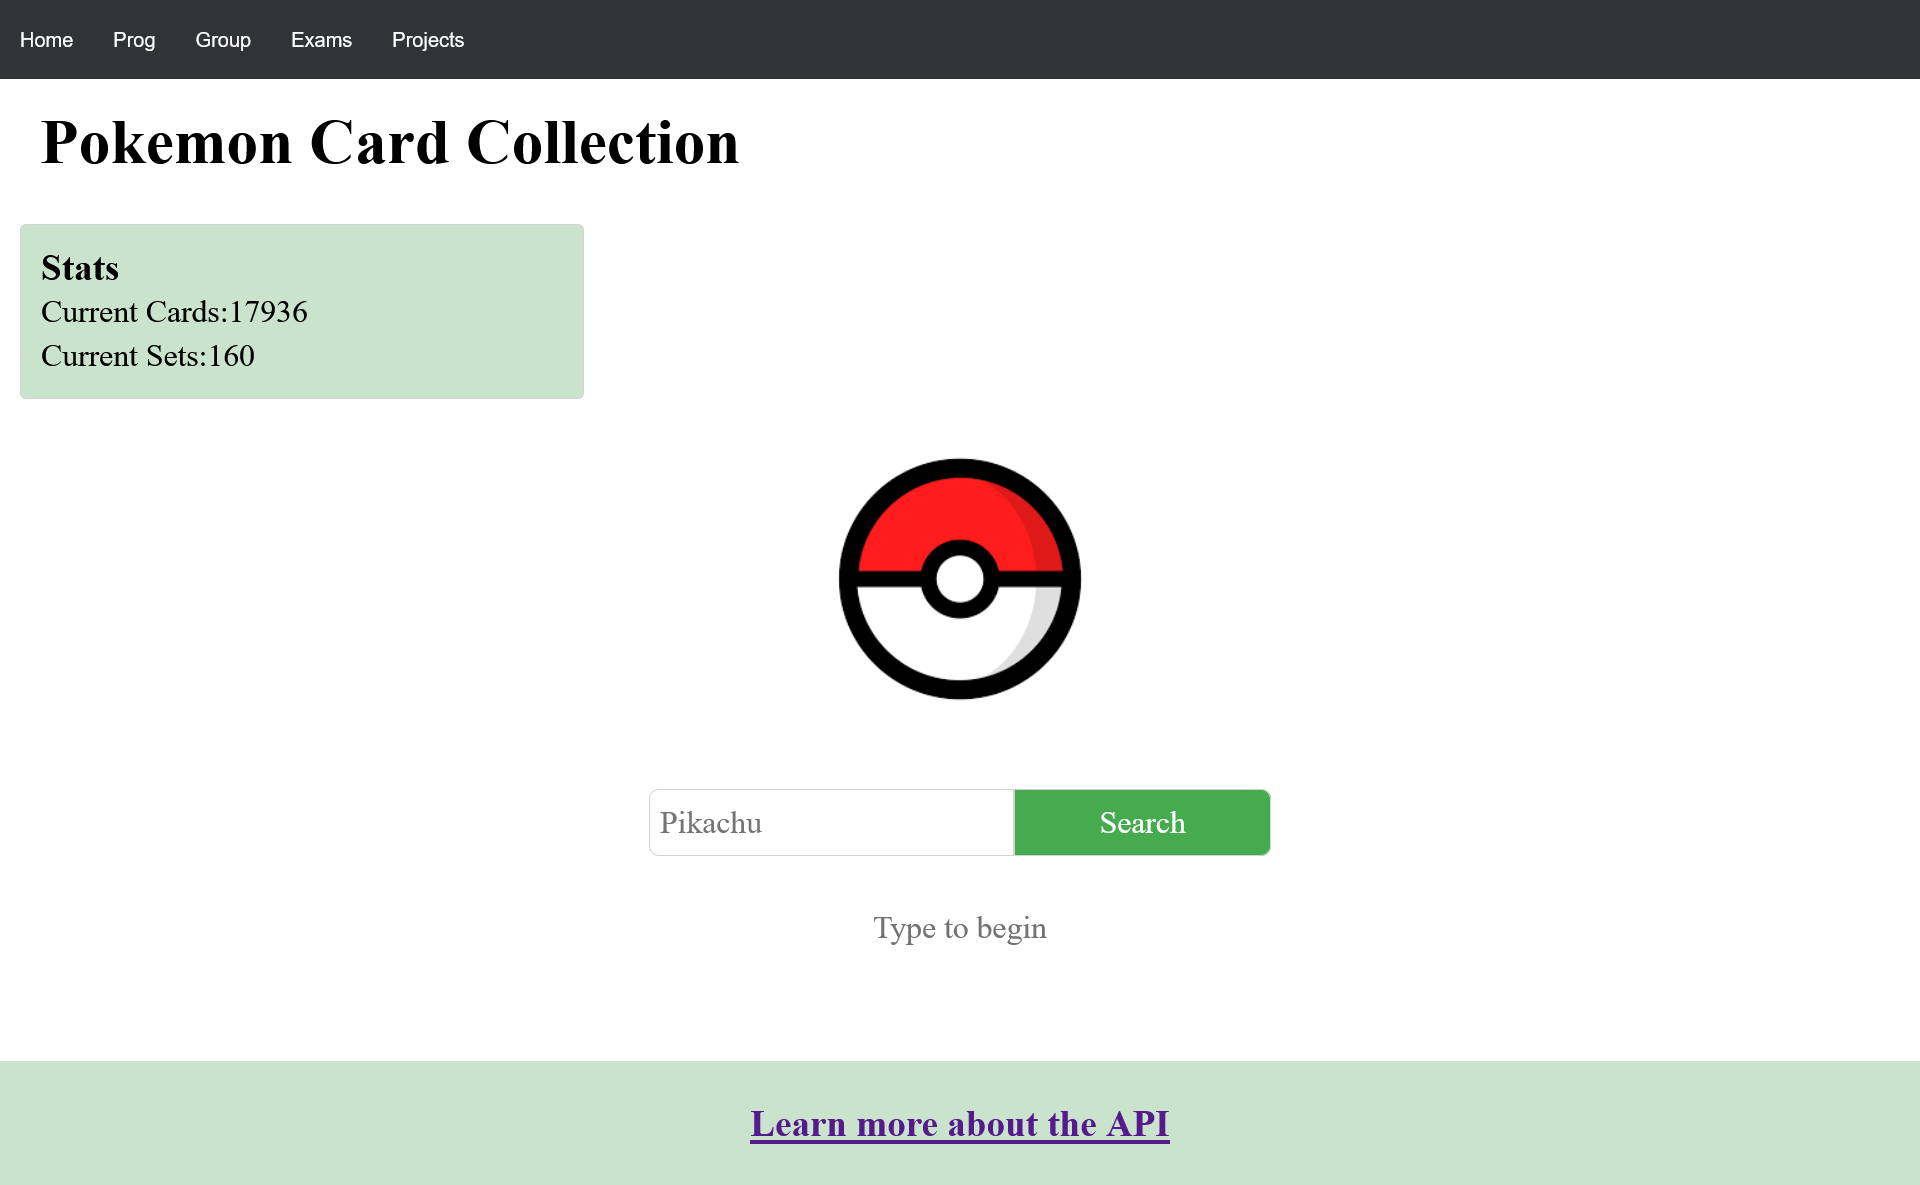 Home Prog Group Exams Projects
Pokemon Card Collection
Stats
Current Cards:17936
Current Sets:160
Pikachu Search
Type to begin
Learn more about the API